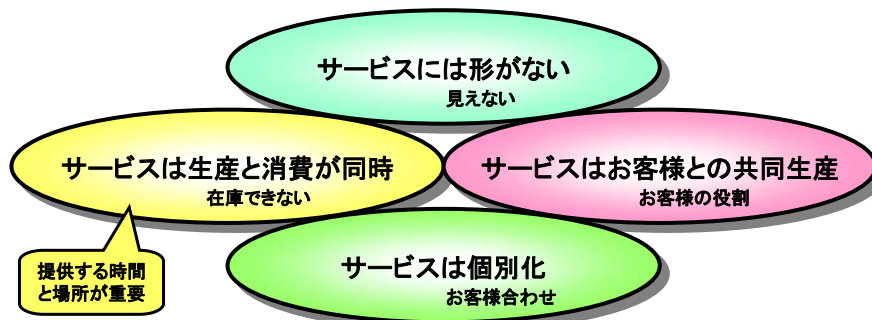 サービスには形がない
見えない
サービスは生産と消費が同時
在庫できない
サービスはお客様との共同生産
お客様の役割
サービスは個別化
お客様合わせ
提供する時間
と場所が重要